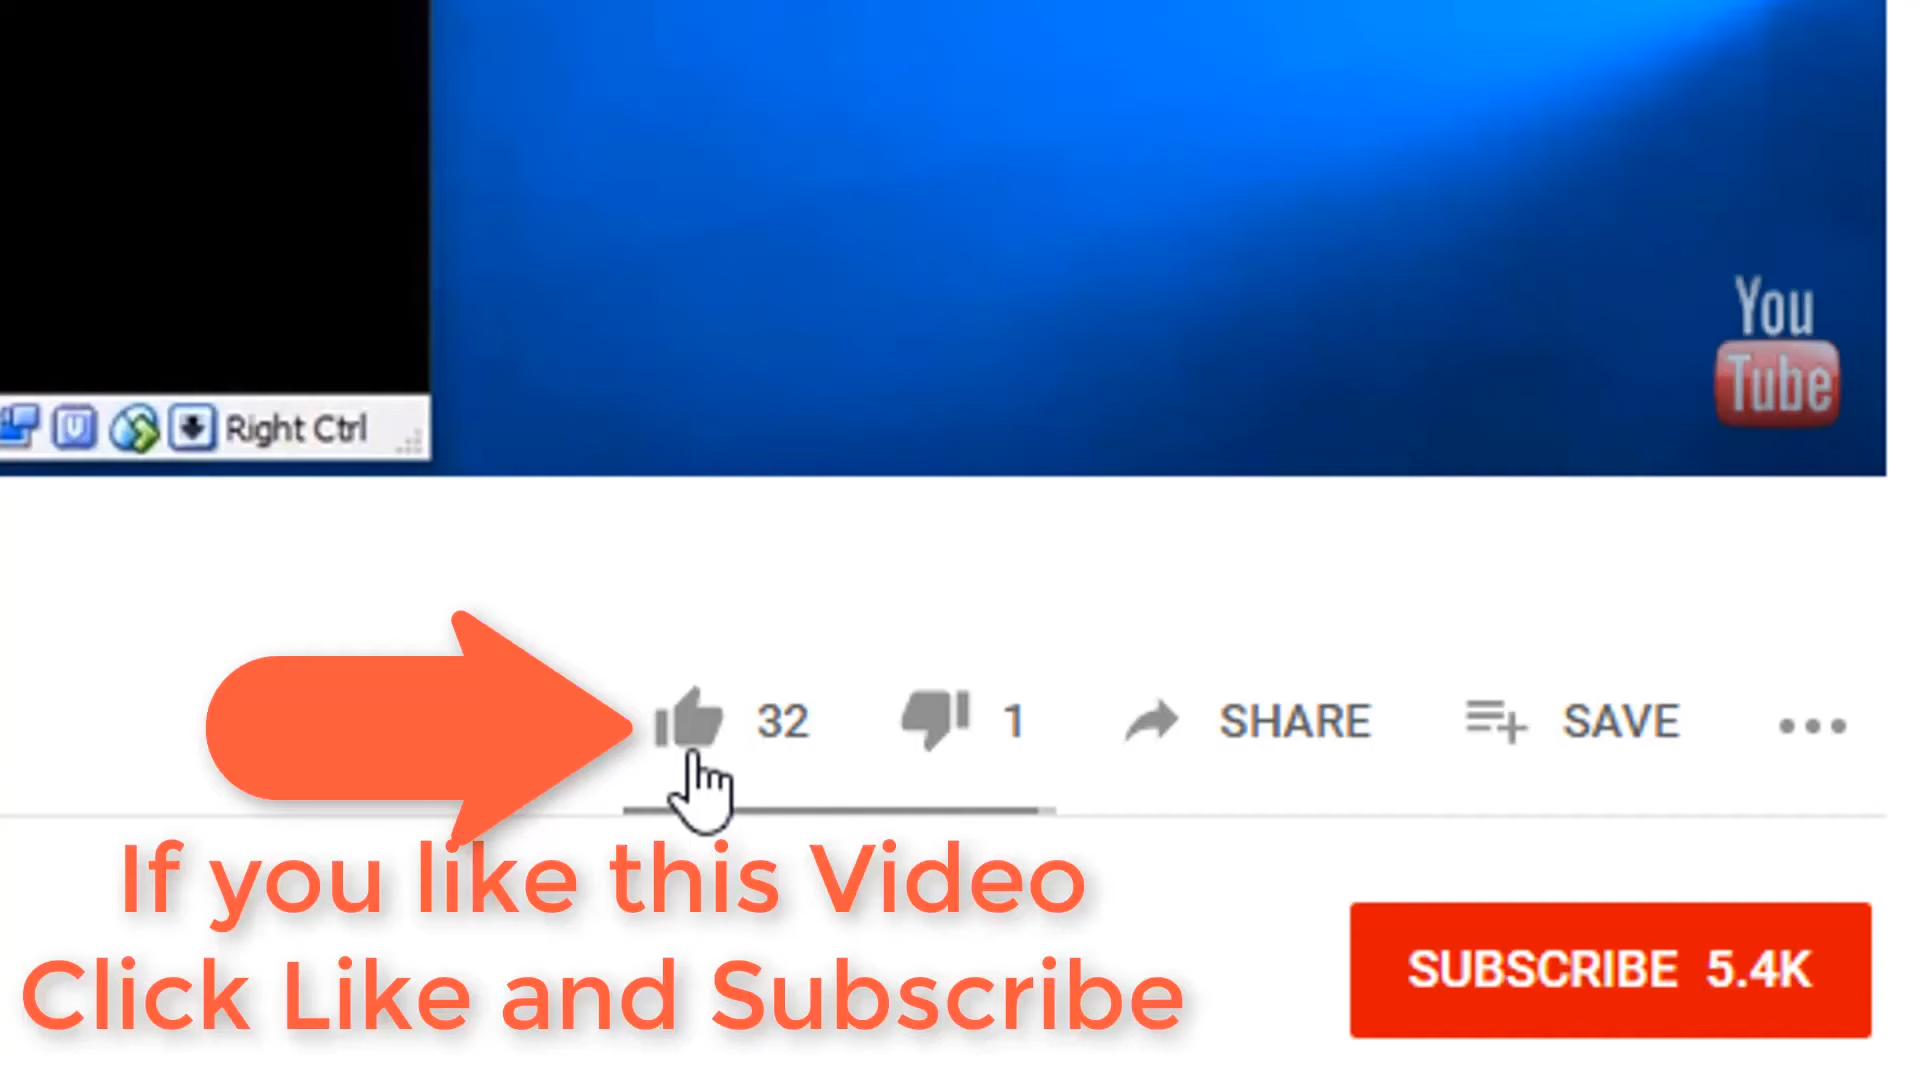 You
Tube
Right Ctrl
32 1 SHARE SAVE
If you like this Video
Click Like and Subscribe
SUBSCRIBE 5.4K